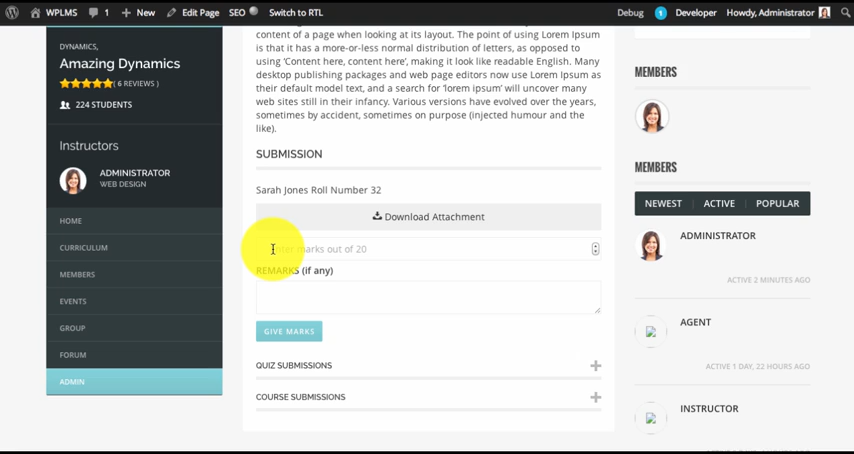 WPLMS 1 New Edit Page SEO Switch to RTL Debug 1 Developer Howdy, Administrator
DYNAMICS,
Amazing Dynamics
( 6 REVIEWS )
224 STUDENTS
Instructors
ADMINISTRATOR
WEB DESIGN
HOME
CURRICULUM
MEMBERS
EVENTS
GROUP
FORUM
ADMIN
content of a page when looking at its layout. The point of using Lorem Ipsum
is that it has a more-or-less normal distribution of letters, as opposed to
using 'Content here, content here', making it look like readable English. Many
desktop publishing packages and web page editors now use Lorem Ipsum as
their default model text, and a search for 'lorem ipsum' will uncover many
web sites still in their infancy. Various versions have evolved over the years,
sometimes by accident, sometimes on purpose (injected humour and the
like).
SUBMISSION
Sarah Jones Roll Number 32
Download Attachment
Enter marks out of 20
REMARKS (if any)
GIVE MARKS
QUIZ SUBMISSIONS
COURSE SUBMISSIONS
MEMBERS
MEMBERS
NEWEST ACTIVE POPULAR
ADMINISTRATOR
ACTIVE 2 MINUTES AGO
AGENT
ACTIVE 1 DAY, 22 HOURS AGO
INSTRUCTOR